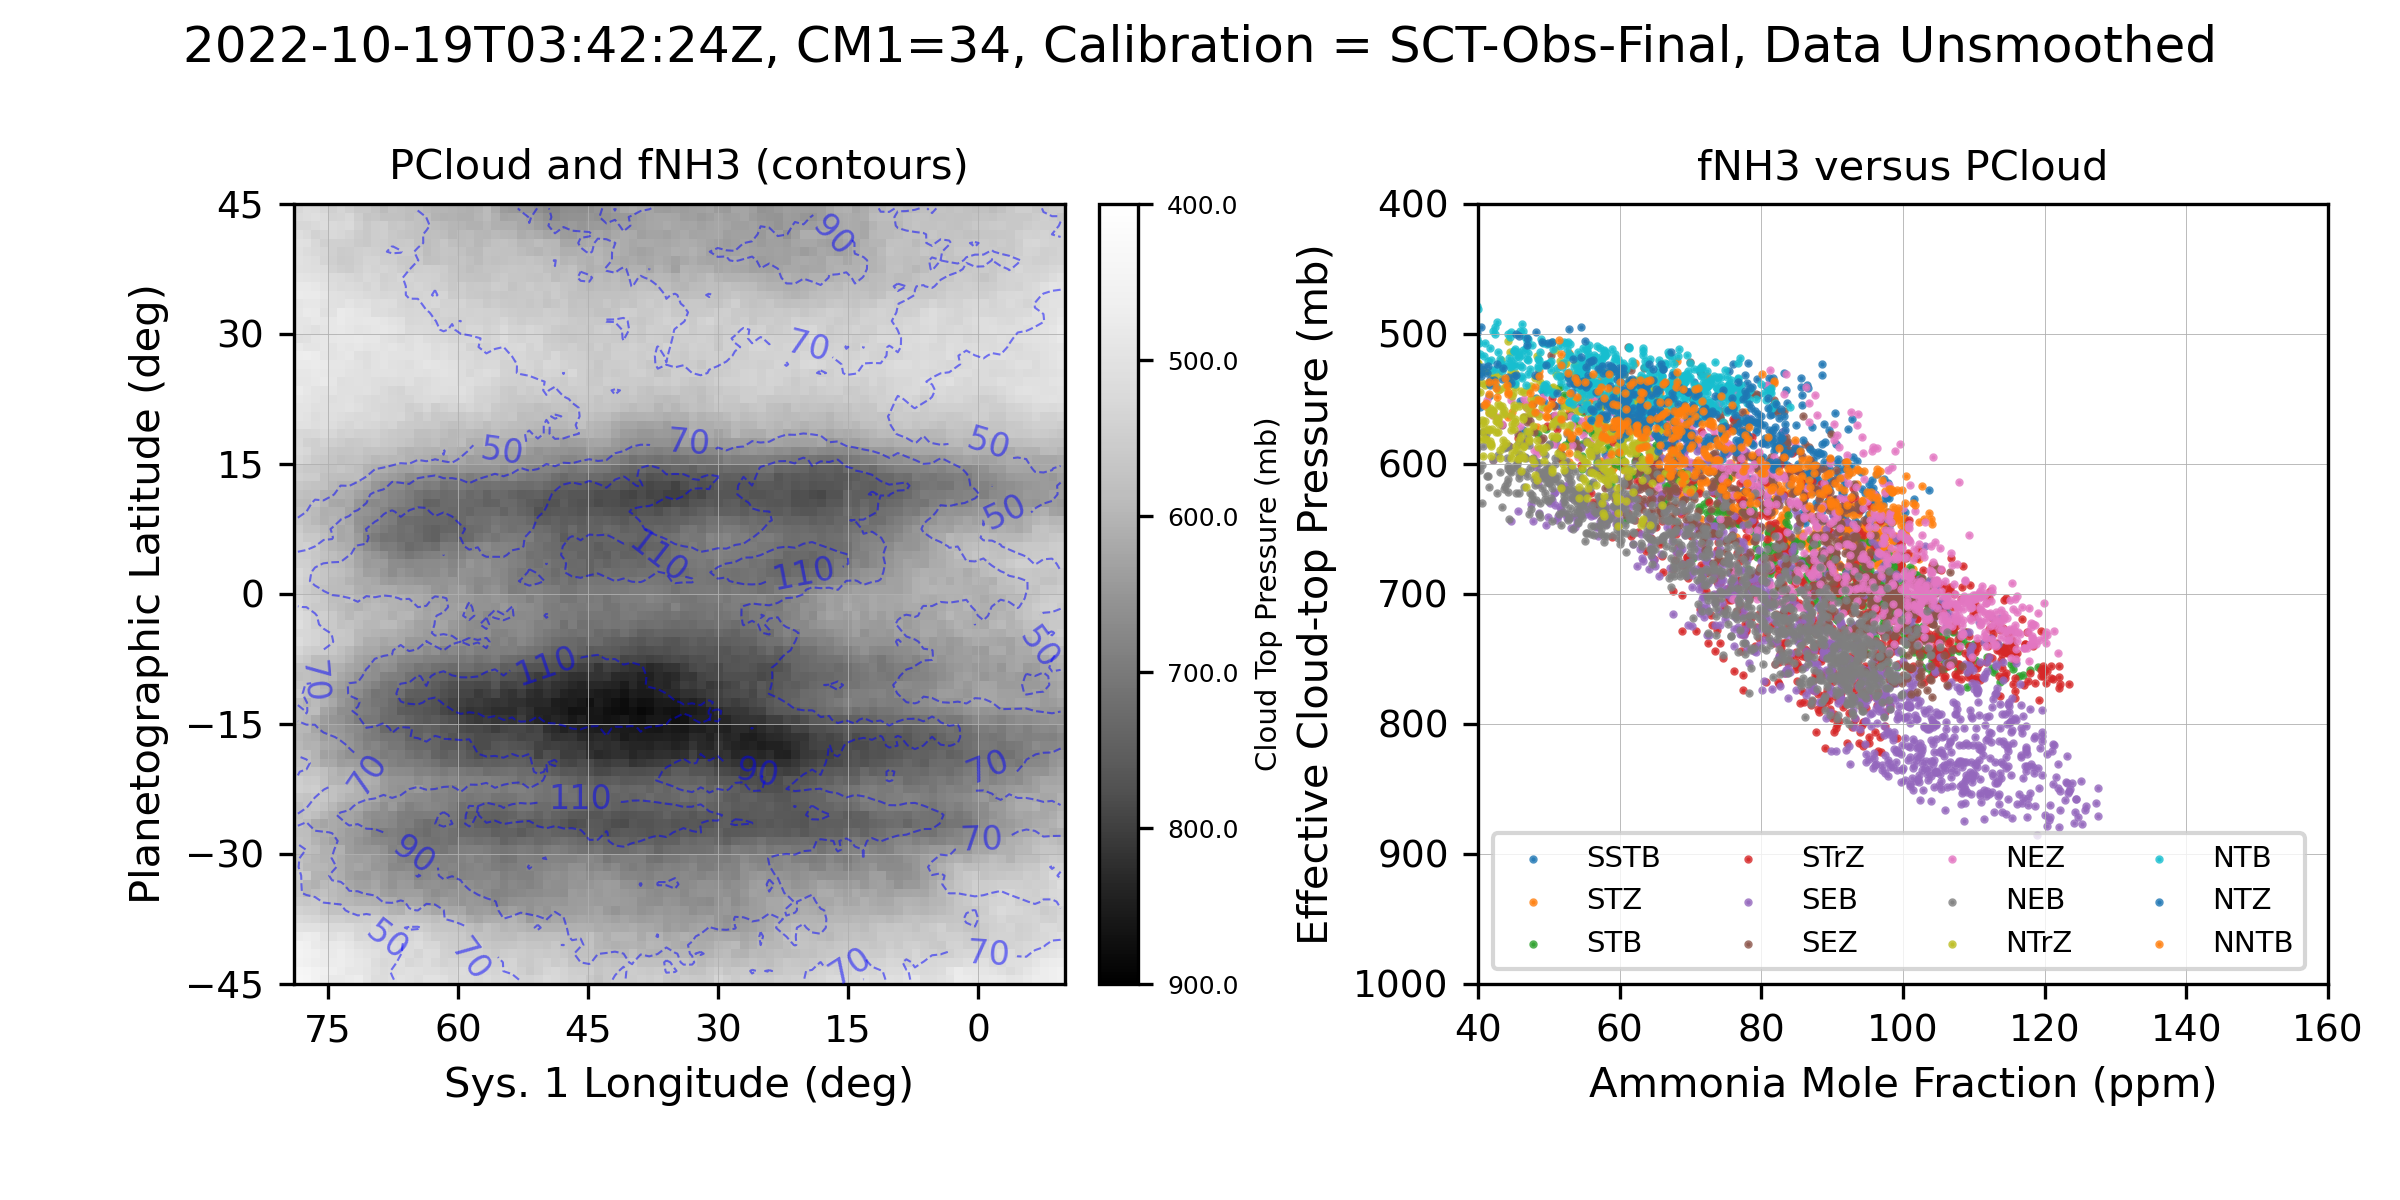 2022-10-19T03:42:24Z, CM1=34, Calibration = SCT-Obs-Final, Data Unsmoothed
PCloud and fNH3 (contours)
45
30
15
0
−15
−30
−45
Planetographic Latitude (deg)
75 60 45 30 15 0
Sys. 1 Longitude (deg)
90
70
50 70 50
50
110 110
110 50
70
70 90 70
110
90 70
50 70 70 70
400.0
500.0
600.0
700.0
800.0
900.0
Cloud Top Pressure (mb)
fNH3 versus PCloud
400
500
600
700
800
900
1000
Effective Cloud-top Pressure (mb)
SSTB STrZ NEZ NTB
STZ SEB NEB NTZ
STB SEZ NTrZ NNTB
40 60 80 100 120 140 160
Ammonia Mole Fraction (ppm)